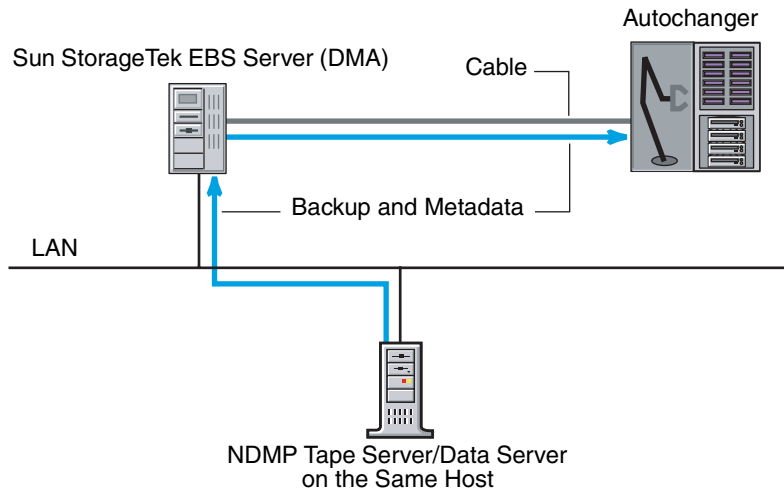 Autochanger
Sun StorageTek EBS Server (DMA)
Cable
Backup and Metadata
LAN
NDMP Tape Server/Data Server
on the Same Host